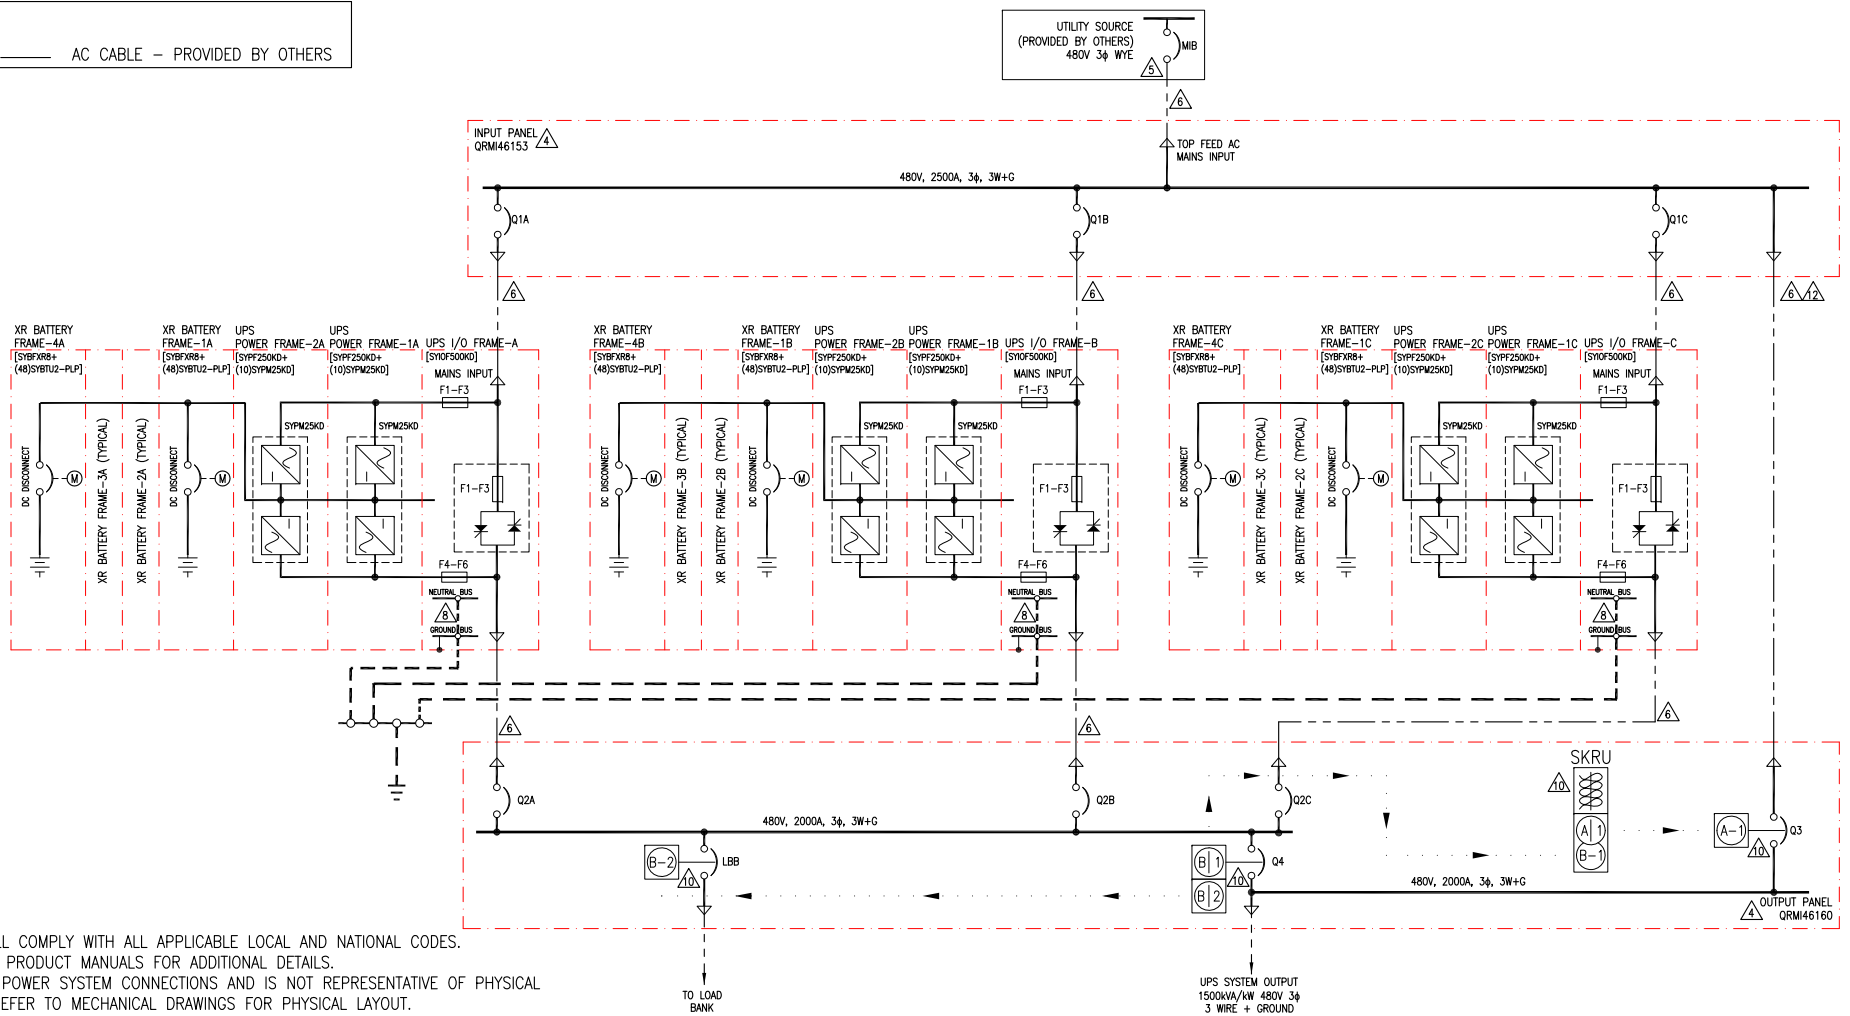 AC CABLE – PROVIDED BY OTHERS
UTILITY SOURCE
(PROVIDED BY OTHERS)
480V 3ϕ WYE
MIB
5
6
INPUT PANEL
QRMI46153
4
TOP FEED AC
MAINS INPUT
480V, 2500A, 3ϕ, 3W+G
Q1A
Q1B
Q1C
6
6
6
6
12
XR BATTERY
FRAME-4A
[SYBFXR8+
(48)SYBTU2-PLP]
XR BATTERY
FRAME-1A
[SYBFXR8+
(48)SYBTU2-PLP]
UPS
POWER FRAME-2A
[SYPF250KD+
(10)SYPM25KD]
UPS
POWER FRAME-1A
[SYPF250KD+
(10)SYPM25KD]
UPS I/O FRAME-A
[SYIOF500KD]
MAINS INPUT
F1-F3
SYPM25KD
SYPM25KD
DC DISCONNECT
M
XR BATTERY FRAME-3A (TYPICAL)
XR BATTERY FRAME-2A (TYPICAL)
DC DISCONNECT
M
F1-F3
F4-F6
NEUTRAL BUS
8
GROUND BUS
XR BATTERY
FRAME-4B
[SYBFXR8+
(48)SYBTU2-PLP]
XR BATTERY
FRAME-1B
[SYBFXR8+
(48)SYBTU2-PLP]
UPS
POWER FRAME-2B
[SYPF250KD+
(10)SYPM25KD]
UPS
POWER FRAME-1B
[SYPF250KD+
(10)SYPM25KD]
UPS I/O FRAME-B
[SYIOF500KD]
MAINS INPUT
F1-F3
SYPM25KD
SYPM25KD
DC DISCONNECT
M
XR BATTERY FRAME-3B (TYPICAL)
XR BATTERY FRAME-2B (TYPICAL)
DC DISCONNECT
M
F1-F3
F4-F6
NEUTRAL BUS
8
GROUND BUS
XR BATTERY
FRAME-4C
[SYBFXR8+
(48)SYBTU2-PLP]
XR BATTERY
FRAME-1C
[SYBFXR8+
(48)SYBTU2-PLP]
UPS
POWER FRAME-2C
[SYPF250KD+
(10)SYPM25KD]
UPS
POWER FRAME-1C
[SYPF250KD+
(10)SYPM25KD]
UPS I/O FRAME-C
[SYIOF500KD]
MAINS INPUT
F1-F3
SYPM25KD
SYPM25KD
DC DISCONNECT
M
XR BATTERY FRAME-3C (TYPICAL)
XR BATTERY FRAME-2C (TYPICAL)
DC DISCONNECT
M
F1-F3
F4-F6
NEUTRAL BUS
8
GROUND BUS
6
6
6
Q2A
Q2B
Q2C
480V, 2000A, 3ϕ, 3W+G
SKRU
10
A 1
B-1
A-1
Q3
10
B-2
LBB
10
B 1
Q4
10
B 2
480V, 2000A, 3ϕ, 3W+G
4
OUTPUT PANEL
QRMI46160
TO LOAD
BANK
UPS SYSTEM OUTPUT
1500kVA/kW 480V 3ϕ
3 WIRE + GROUND
LL COMPLY WITH ALL APPLICABLE LOCAL AND NATIONAL CODES.
PRODUCT MANUALS FOR ADDITIONAL DETAILS.
POWER SYSTEM CONNECTIONS AND IS NOT REPRESENTATIVE OF PHYSICAL
EFER TO MECHANICAL DRAWINGS FOR PHYSICAL LAYOUT.